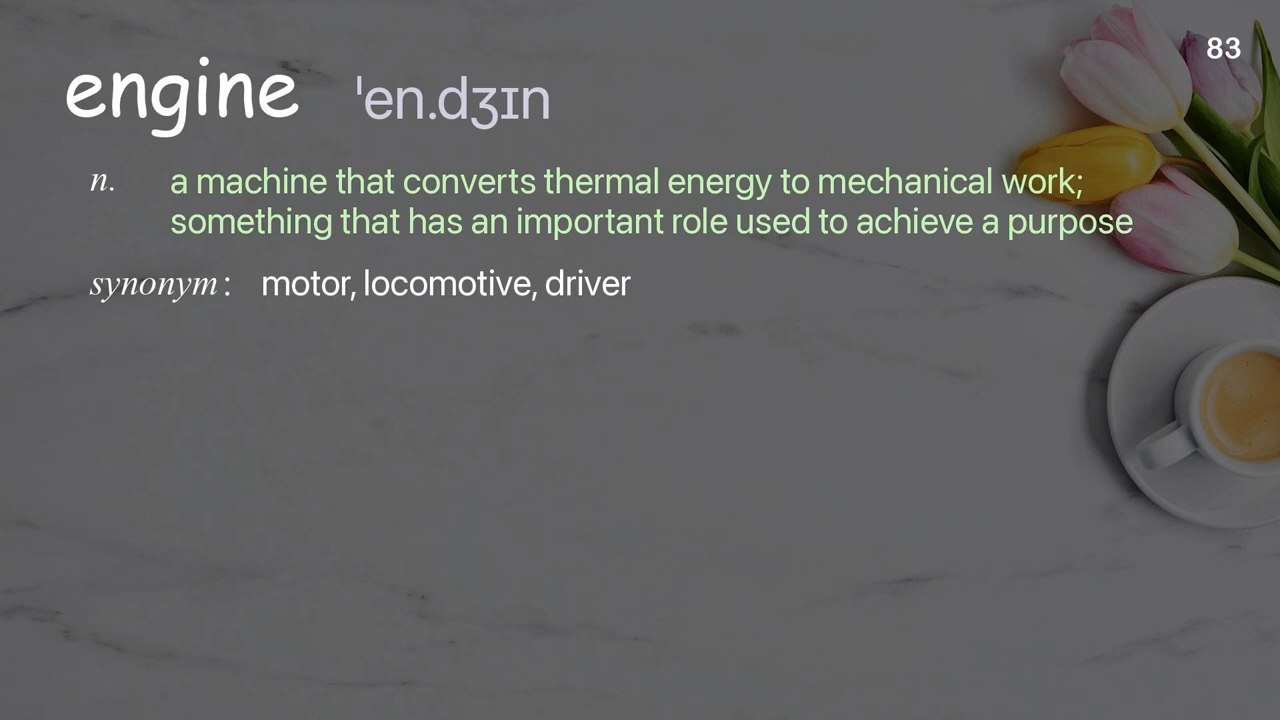 83
engine ˈen.dʒɪn
n. a machine that converts thermal energy to mechanical work;
something that has an important role used to achieve a purpose
synonym: motor, locomotive, driver